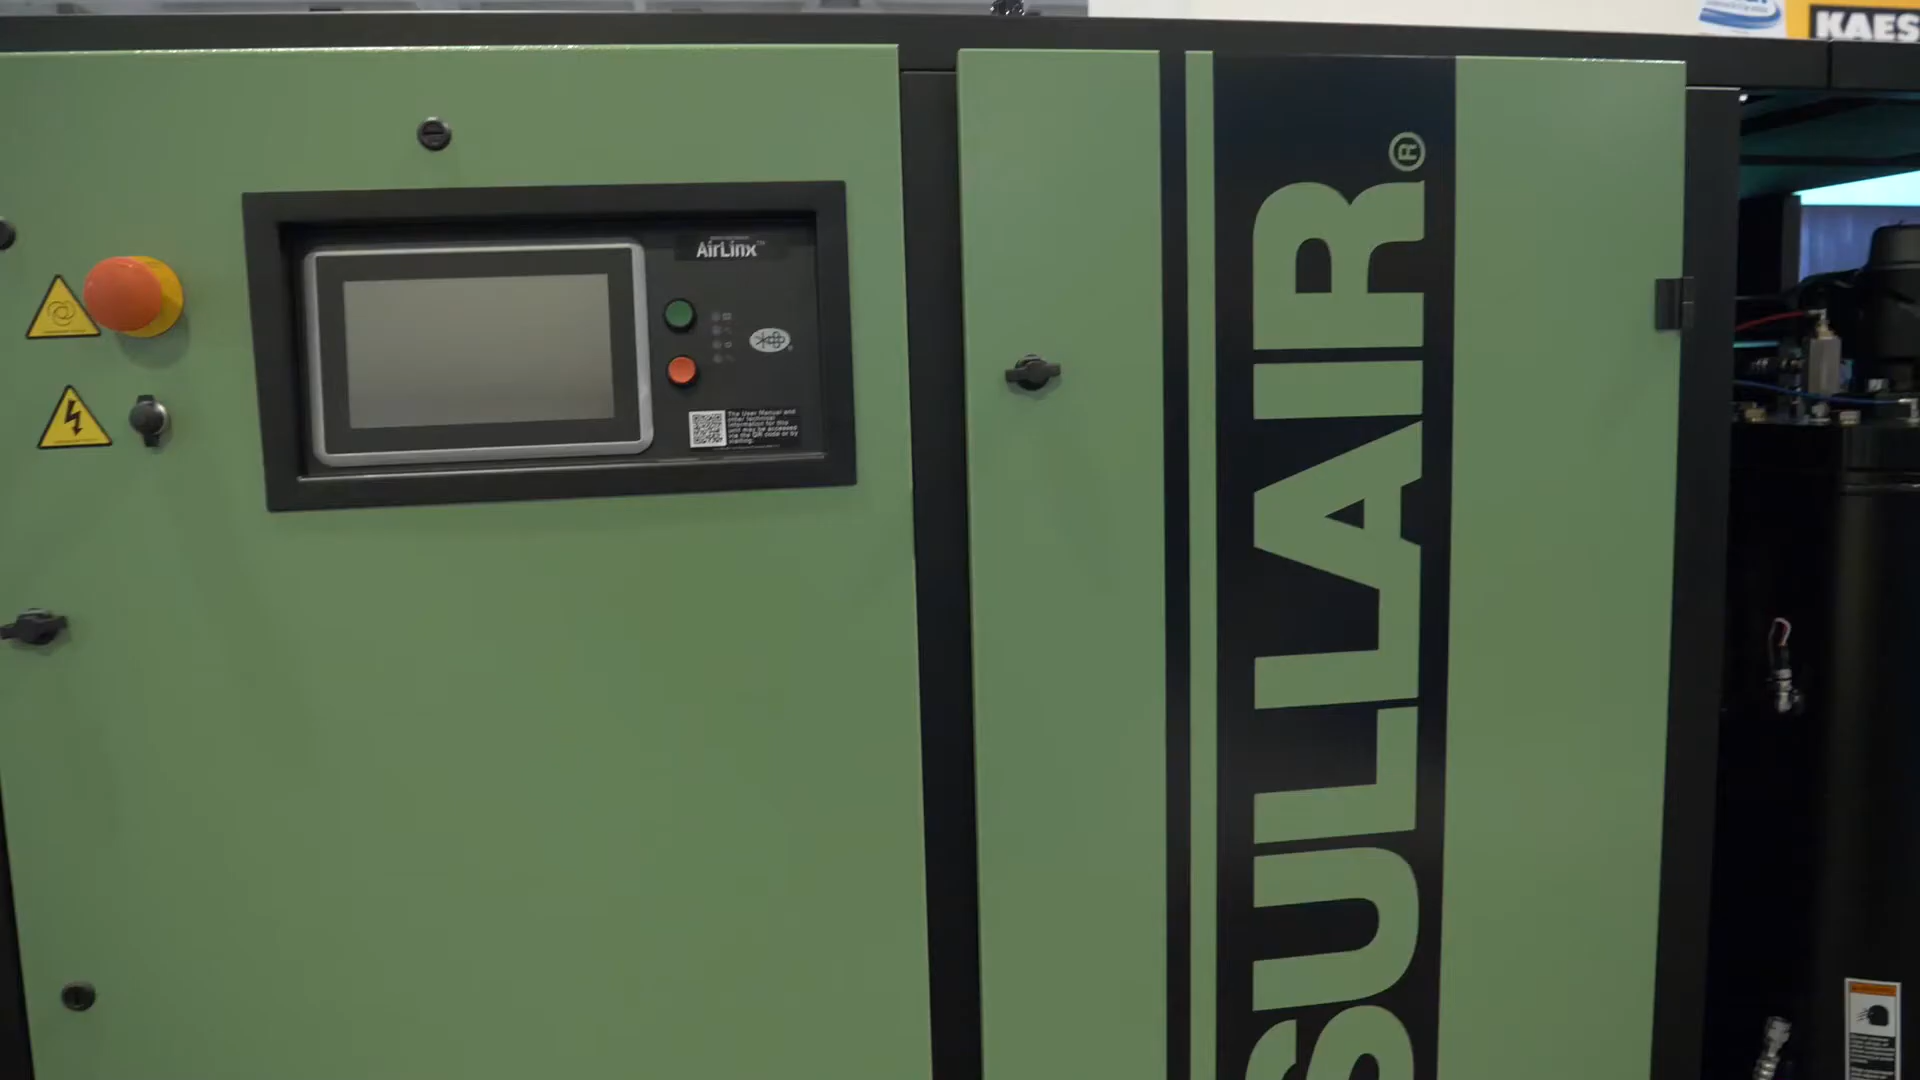 KAES
AirLinx™
SULLAIR®
The User Manual and
other technical
information for this
unit may be accessed
via the QR code or by
visiting: